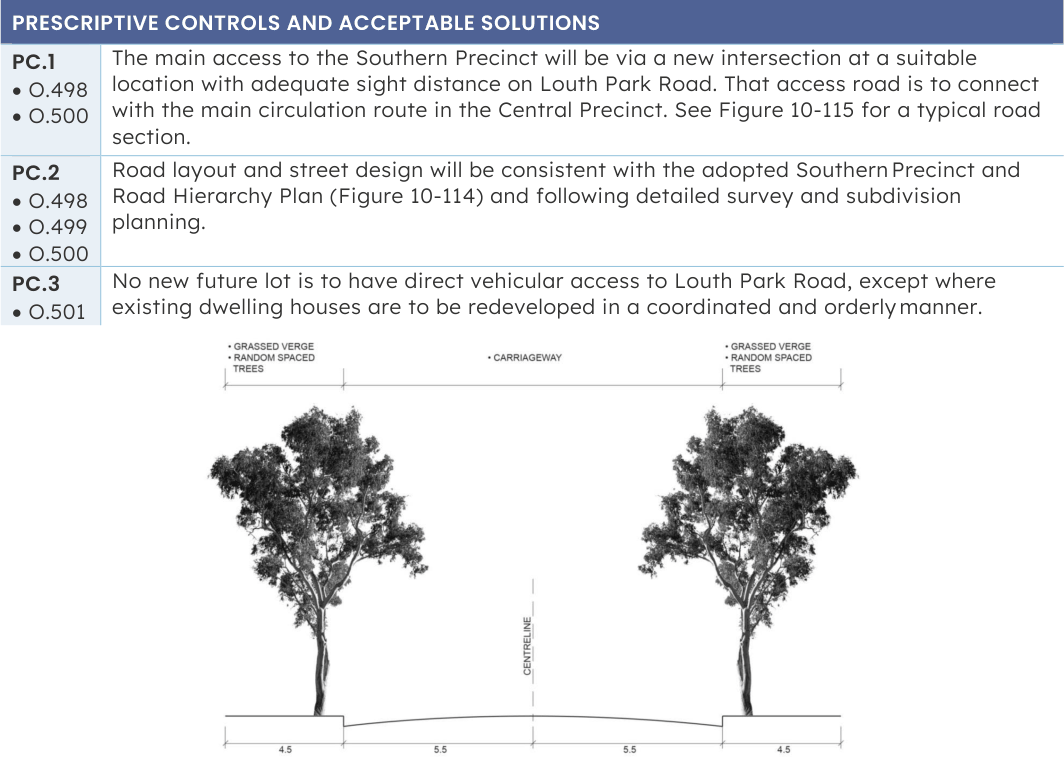 PRESCRIPTIVE CONTROLS AND ACCEPTABLE SOLUTIONS
PC.1
• O.498
• O.500
The main access to the Southern Precinct will be via a new intersection at a suitable
location with adequate sight distance on Louth Park Road. That access road is to connect
with the main circulation route in the Central Precinct. See Figure 10-115 for a typical road
section.
PC.2
• O.498
• O.499
• O.500
Road layout and street design will be consistent with the adopted Southern Precinct and
Road Hierarchy Plan (Figure 10-114) and following detailed survey and subdivision
planning.
PC.3
• O.501
No new future lot is to have direct vehicular access to Louth Park Road, except where
existing dwelling houses are to be redeveloped in a coordinated and orderly manner.
• GRASSED VERGE
• RANDOM SPACED
TREES
• CARRIAGEWAY
• GRASSED VERGE
• RANDOM SPACED
TREES
CENTRELINE
4.5
5.5
5.5
4.5